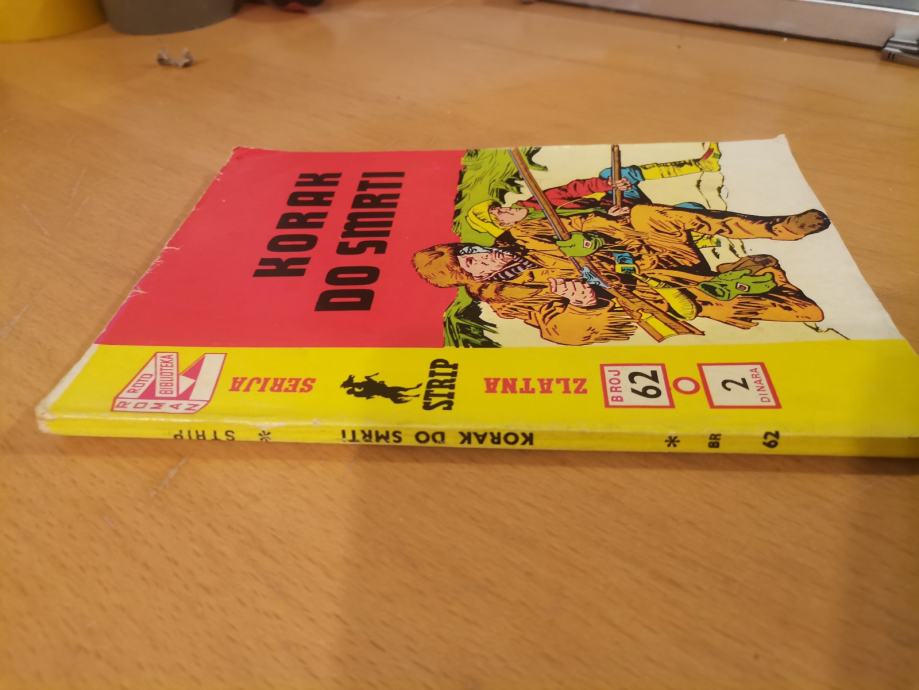 KORAK
DO SMRTI
ROTO
BIBLIOTEKA
ROMAN
ZLATNA
STRIP
SERIJA
BROJ
62
2
DINARA
STRIP * KORAK DO SMRTI * BR 62